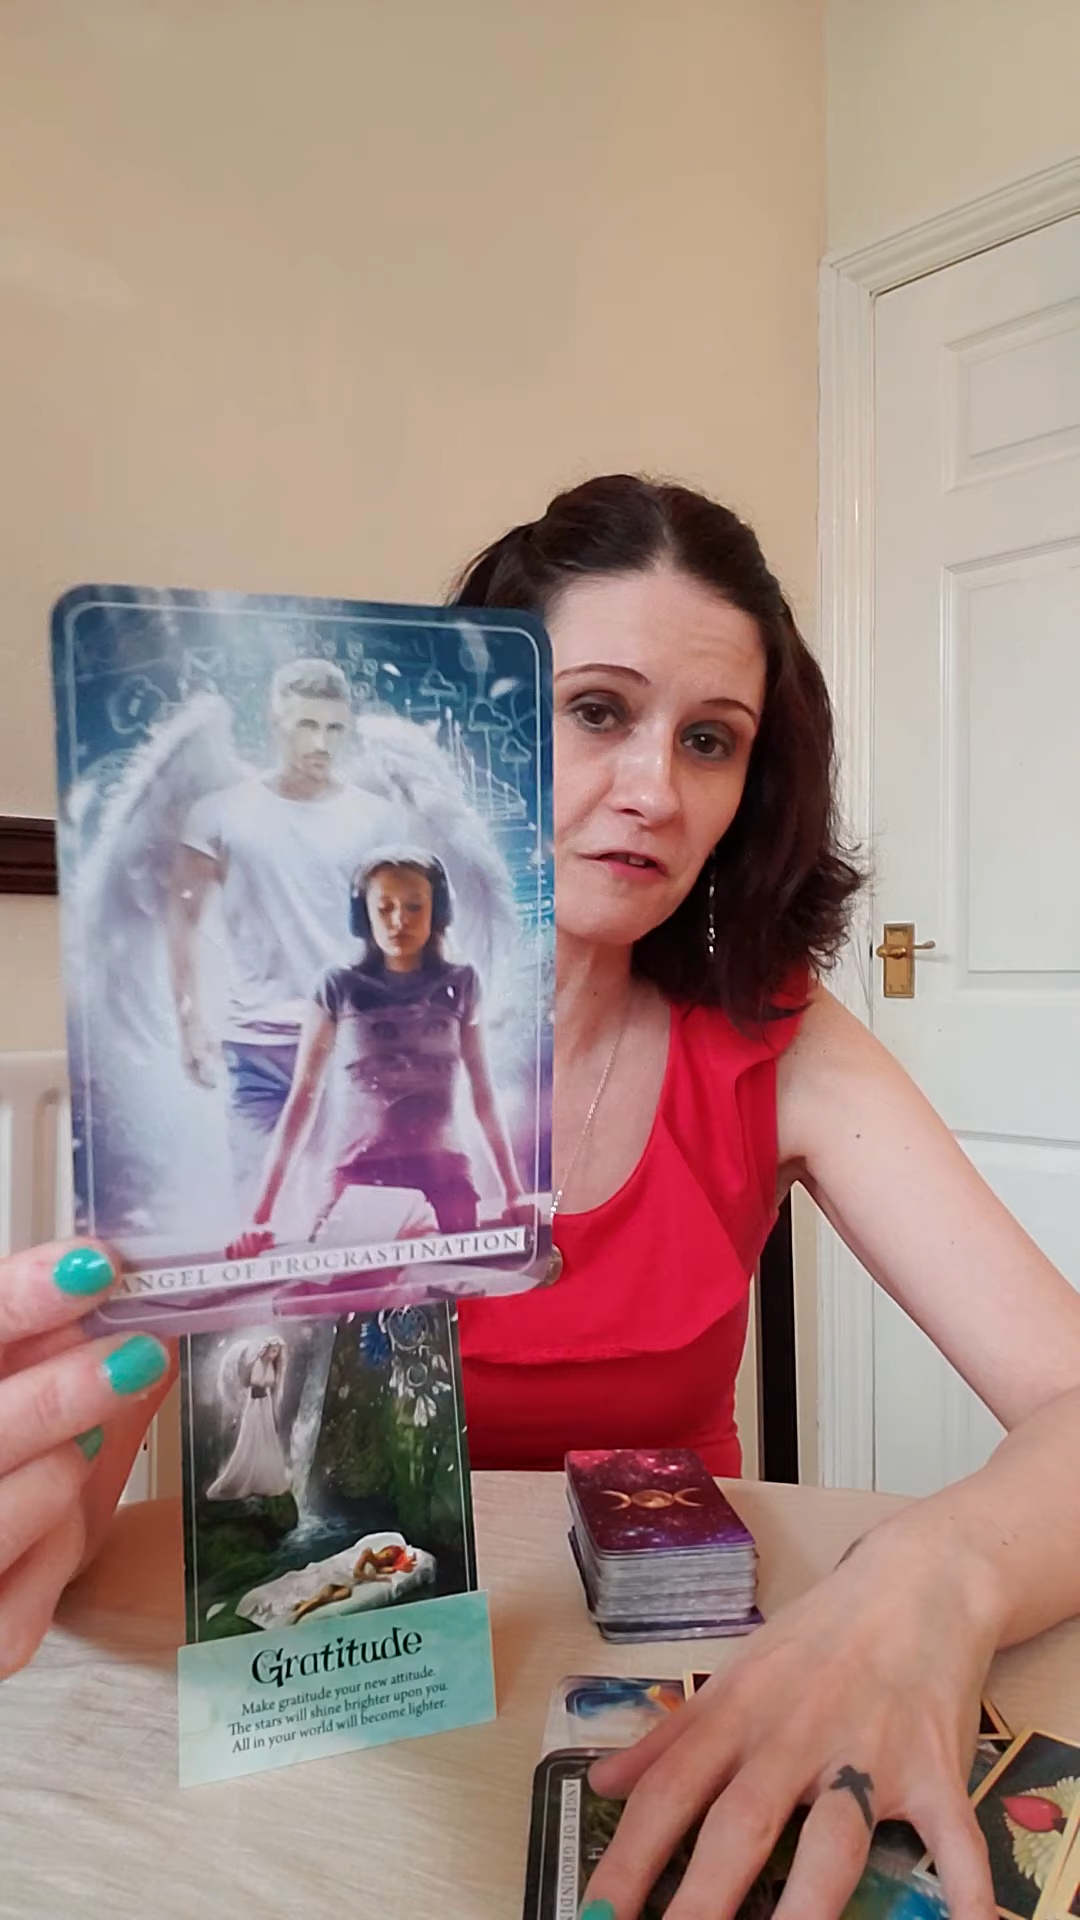 ANGEL OF PROCRASTINATION
Gratitude
Make gratitude your new attitude.
The stars will shine brighter upon you.
All in your world will become lighter.
ANGEL OF GROUNDIN